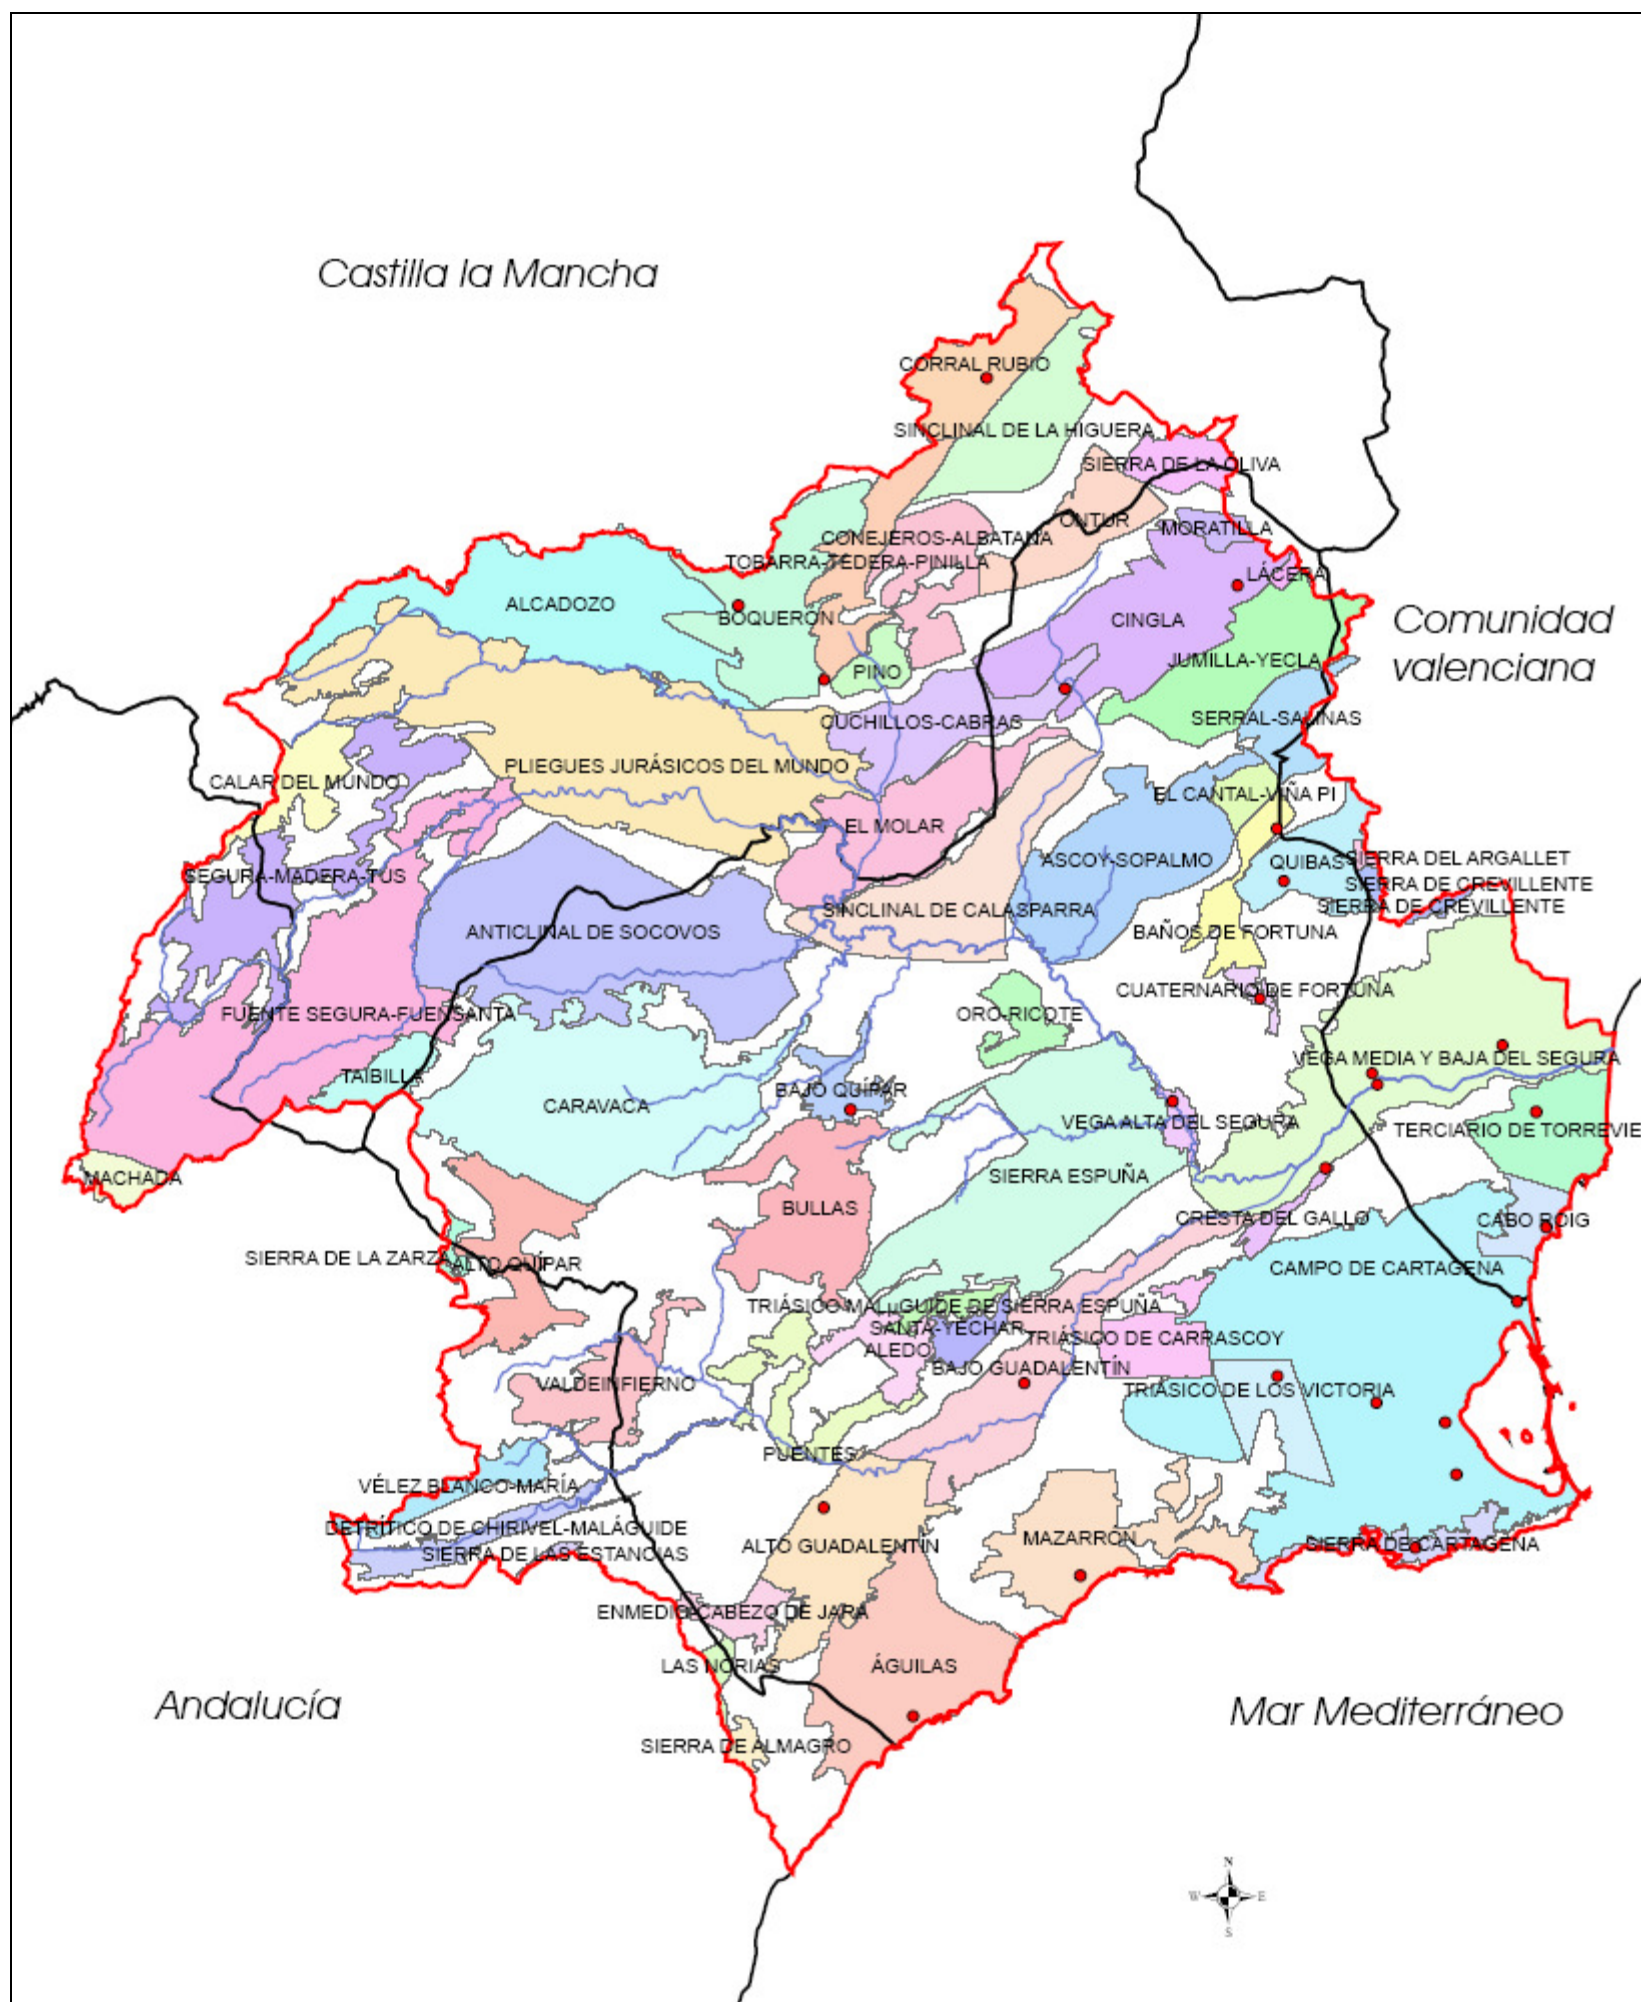 Castilla la Mancha
CORRAL RUBIO
SINCLINAL DE LA HIGUERA
SIERRA DE LA OLIVA
ONTUR
MORATILLA
CONEJEROS-ALBATANA
TOBARRA-TEDERA-PINILLA
LÁCERA
ALCADOZO
BOQUERÓN
CINGLA
Comunidad
valenciana
JUMILLA-YECLA
PINO
CUCHILLOS-CABRAS
SERRAL-SALINAS
PLIEGUES JURÁSICOS DEL MUNDO
CALAR DEL MUNDO
EL CANTAL-VIÑA PI
EL MOLAR
ASCOY-SOPALMO
QUIBAS
SIERRA DEL ARGALLET
SEGURA-MADERA-TUS
SIERRA DE CREVILLENTE
SIERRA DE CREVILLENTE
SINCLINAL DE CALASPARRA
ANTICLINAL DE SOCOVOS
BAÑOS DE FORTUNA
CUATERNARIO DE FORTUNA
FUENTE SEGURA-FUENSANTA
ORO-RICOTE
VEGA MEDIA Y BAJA DEL SEGURA
TAIBILLA
BAJO QUÍPAR
CARAVACA
VEGA ALTA DEL SEGURA
TERCIARIO DE TORREVIE
MACHADA
SIERRA ESPUÑA
BULLAS
CRESTA DEL GALLO
CABO ROIG
SIERRA DE LA ZARZA
ALTO QUÍPAR
CAMPO DE CARTAGENA
TRIÁSICO MALµGUIDE DE SIERRA ESPUÑA
SANTA-YÉCHAR
TRIÁSICO DE CARRASCOY
ALEDO
BAJO GUADALENTÍN
VALDEINFIERNO
TRIÁSICO DE LOS VICTORIA
PUENTES
VÉLEZ BLANCO-MARÍA
DETRÍTICO DE CHIRIVEL-MALÁGUIDE
SIERRA DE LAS ESTANCIAS
ALTO GUADALENTÍN
MAZARRÓN
SIERRA DE CARTAGENA
ENMEDIO-CABEZO DE JARA
LAS NORIAS
ÁGUILAS
Andalucía
Mar Mediterráneo
SIERRA DE ALMAGRO
N
W
E
S